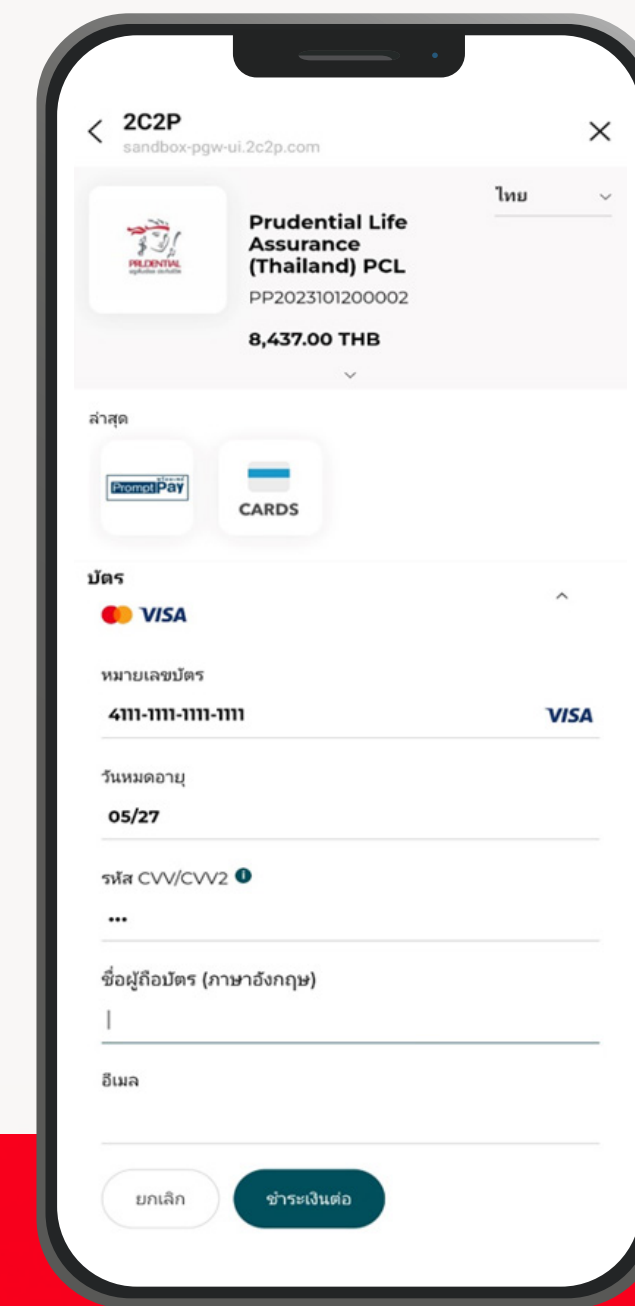 2C2P
sandbox-pgw-ui.2c2p.com
ไทย
PRUDENTIAL
Prudential Life
Assurance
(Thailand) PCL
PP2023101200002
8,437.00 THB
ล่าสุด
PromptPay
CARDS
บัตร
VISA
หมายเลขบัตร
4111-1111-1111-1111
VISA
วันหมดอายุ
05/27
รหัส CVV/CVV2
•••
ชื่อผู้ถือบัตร (ภาษาอังกฤษ)
อีเมล
ยกเลิก
ชำระเงินต่อ